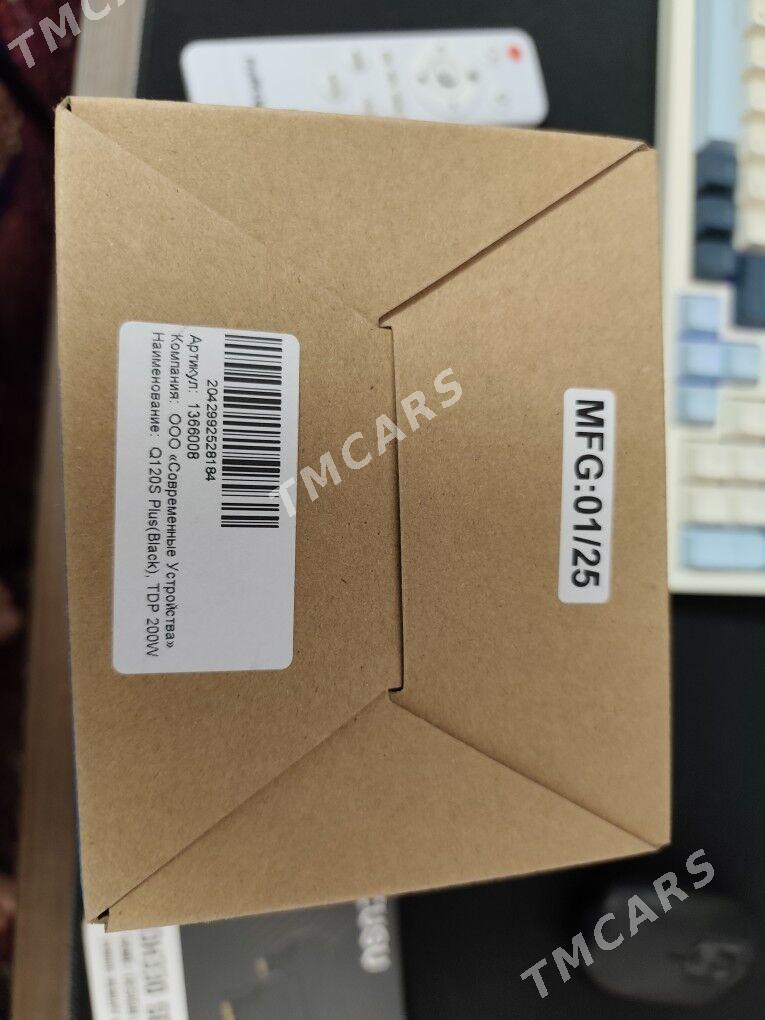 TMCARS
2042992528184
Артикул: 1366008
Компания: ООО «Современные Устройства»
Наименование: Q120S Plus(Black), TDP 200W
MFG:01/25
TMCARS
TMCARS